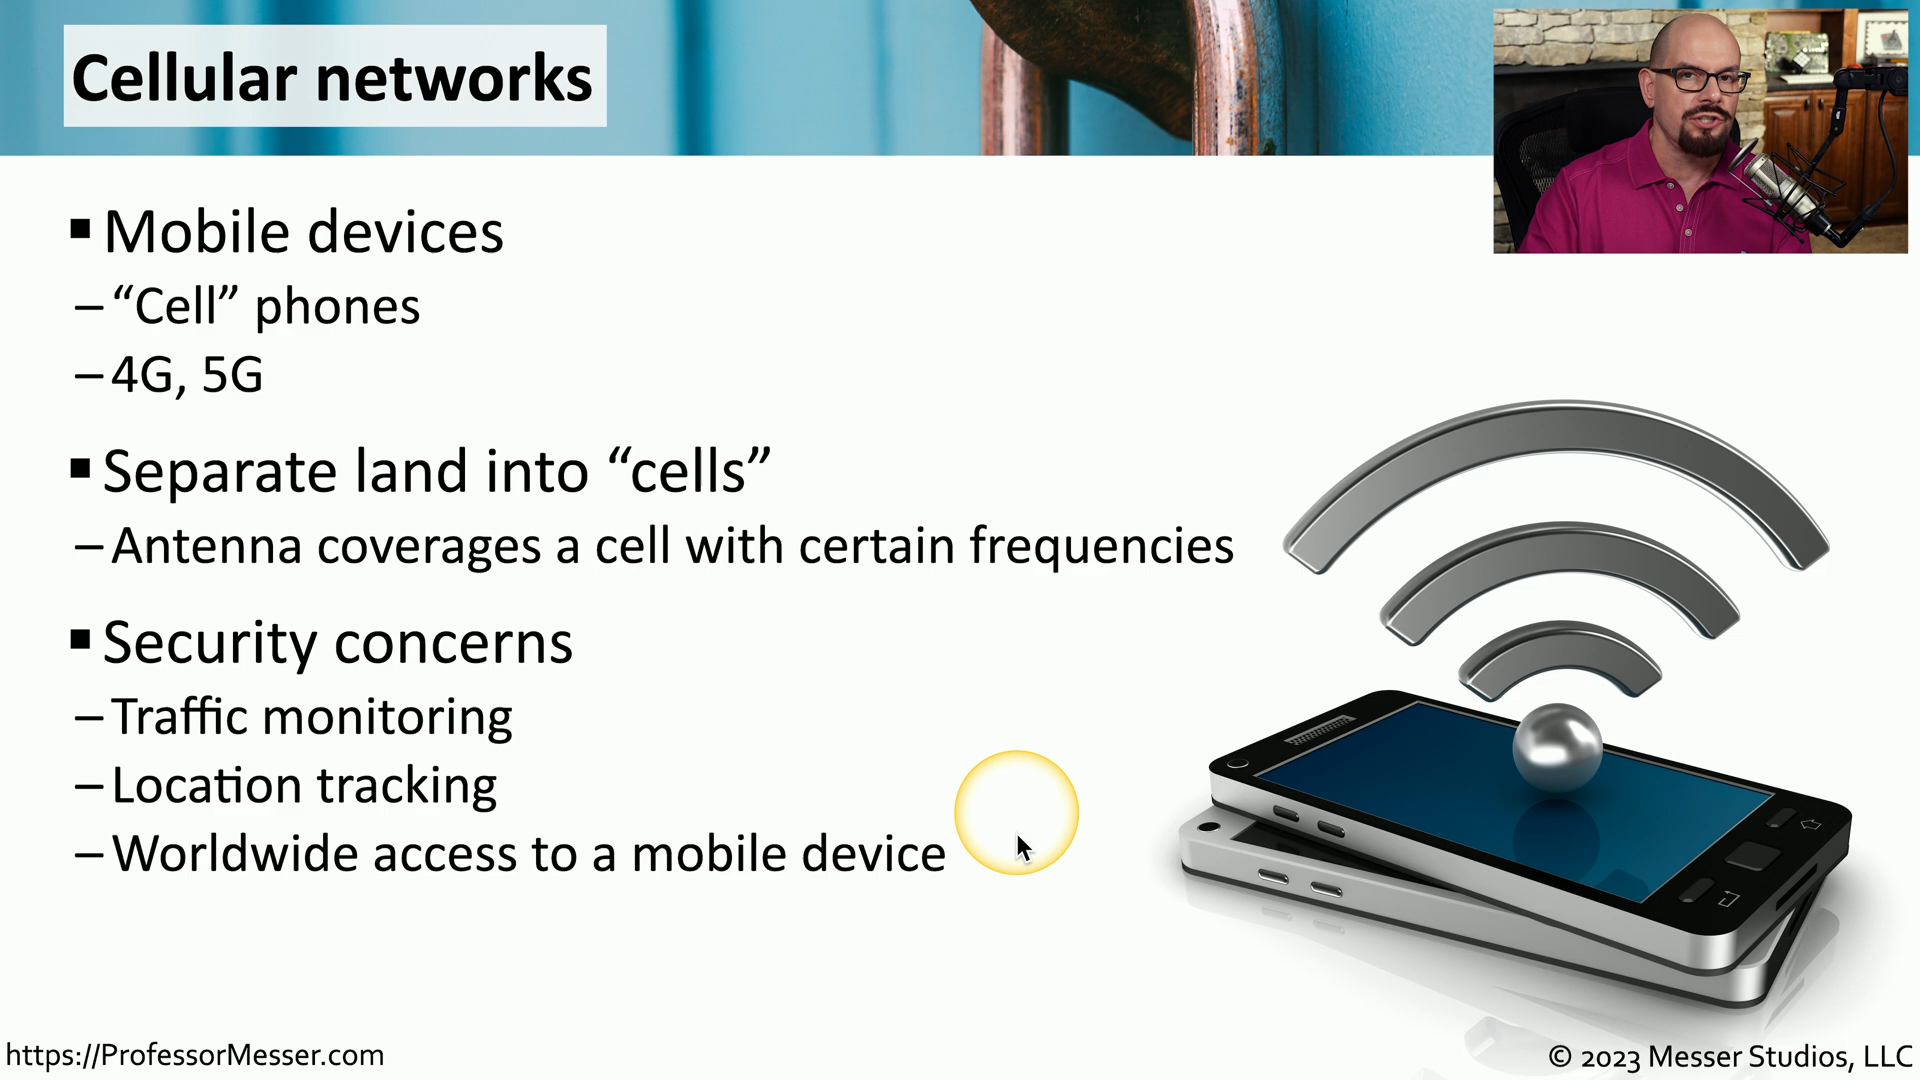 Cellular networks
Mobile devices
–“Cell” phones
–4G, 5G
Separate land into “cells”
–Antenna coverages a cell with certain frequencies
Security concerns
–Traffic monitoring
–Location tracking
–Worldwide access to a mobile device
https://ProfessorMesser.com
© 2023 Messer Studios, LLC